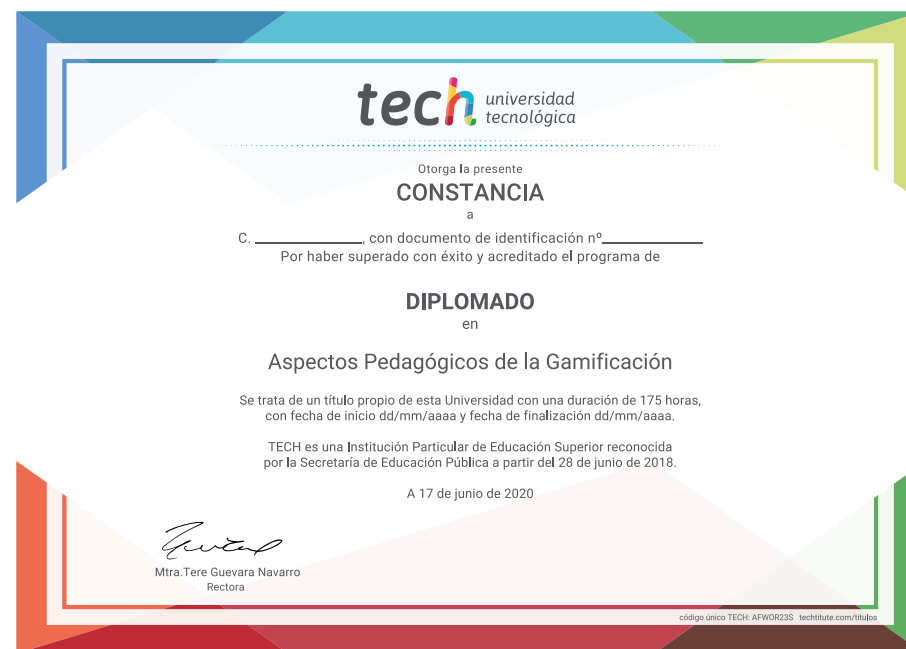 tech universidad
tecnológica
Otorga la presente
CONSTANCIA
a
C. ____________, con documento de identificación nº____________
Por haber superado con éxito y acreditado el programa de
DIPLOMADO
en
Aspectos Pedagógicos de la Gamificación
Se trata de un título propio de esta Universidad con una duración de 175 horas,
con fecha de inicio dd/mm/aaaa y fecha de finalización dd/mm/aaaa.
TECH es una Institución Particular de Educación Superior reconocida
por la Secretaría de Educación Pública a partir del 28 de junio de 2018.
A 17 de junio de 2020
Mtra.Tere Guevara Navarro
Rectora
código único TECH: AFWOR23S techtitute.com/titulos